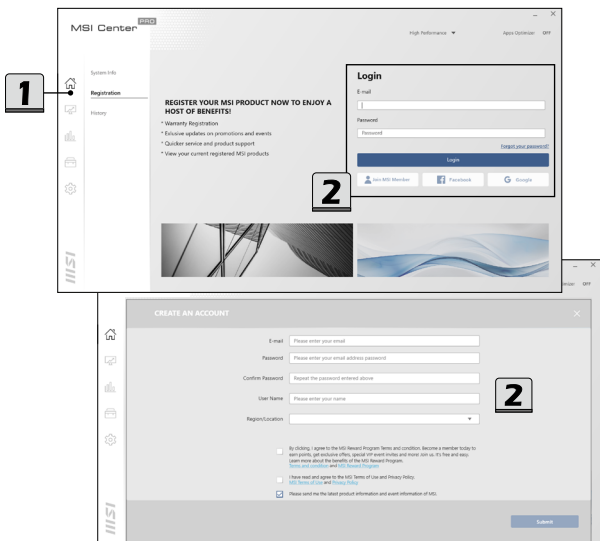 MSI Center PRO
High Performance
Apps Optimizer OFF
System Info
Registration
History
1
REGISTER YOUR MSI PRODUCT NOW TO ENJOY A
HOST OF BENEFITS!
* Warranty Registration
* Exlusive updates on promotions and events
* Quicker service and product support
* View your current registered MSI products
Login
E-mail
Password
Password
Forgot your password?
Login
Join MSI Member
Facebook
Google
2
msi
mizer OFF
CREATE AN ACCOUNT
E-mail Please enter your email
Password Please enter your email address password
Confirm Password Repeat the password entered above
User Name Please enter your name
Region/Location
2
By clicking, I agree to the MSI Reward Program Terms and condition. Become a member today to
earn points, get exclusive offers, special VIP event invites and more! Join us. It's free and easy.
Learn more about the benefits of the MSI Reward Program.
Terms and condition and MSI Reward Program
I have read and agree to the MSI Terms of Use and Privacy Policy.
MSI Terms of Use and Privacy Policy
Please send me the latest product information and event information of MSI.
Submit
msi